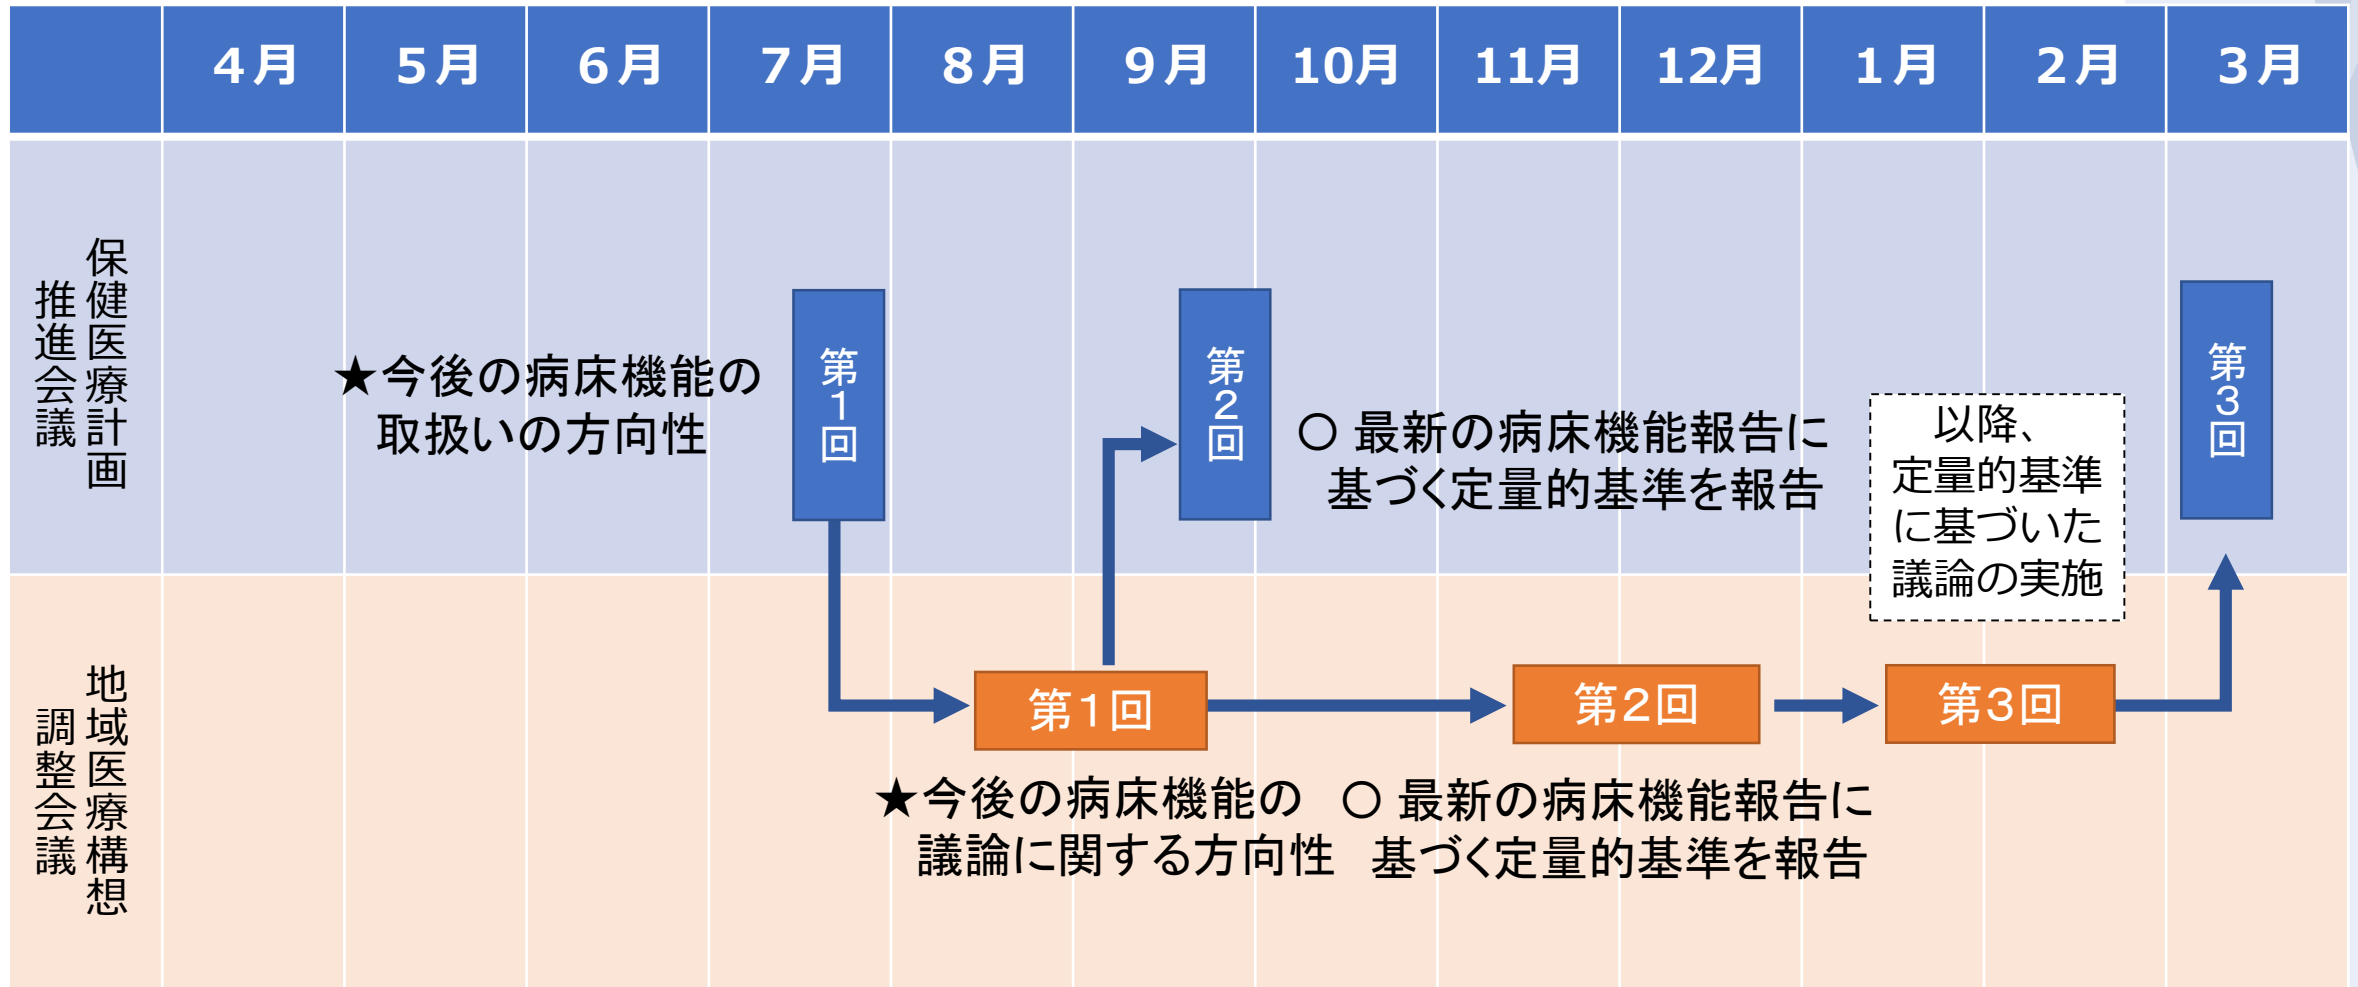 4月 5月 6月 7月 8月 9月 10月 11月 12月 1月 2月 3月
保健医療計画
推進会議
★今後の病床機能の
取扱いの方向性
第1回
第2回
○ 最新の病床機能報告に
基づく定量的基準を報告
以降、
定量的基準
に基づいた
議論の実施
第3回
地域医療構想
調整会議
第1回
第2回
第3回
★今後の病床機能の
議論に関する方向性
○ 最新の病床機能報告に
基づく定量的基準を報告